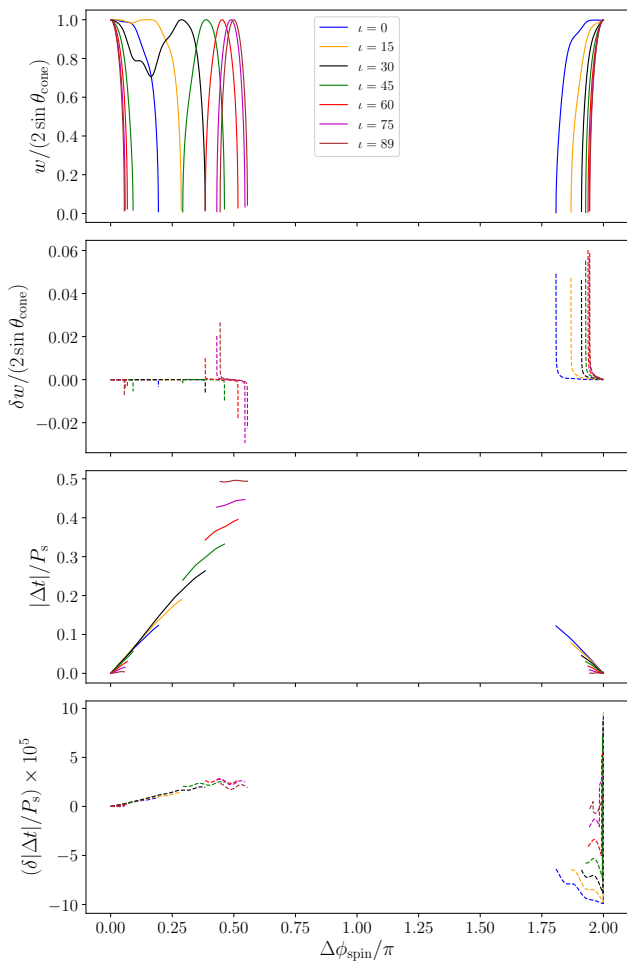 w/(2 sin θcone)
1.0
0.8
0.6
0.4
0.2
0.0
ι = 0
ι = 15
ι = 30
ι = 45
ι = 60
ι = 75
ι = 89
δw/(2 sin θcone)
0.06
0.04
0.02
0.00
−0.02
|Δt|/Ps
0.5
0.4
0.3
0.2
0.1
0.0
(δ|Δt|/Ps) × 10⁵
10
5
0
−5
−10
0.00 0.25 0.50 0.75 1.00 1.25 1.50 1.75 2.00
Δϕspin/π